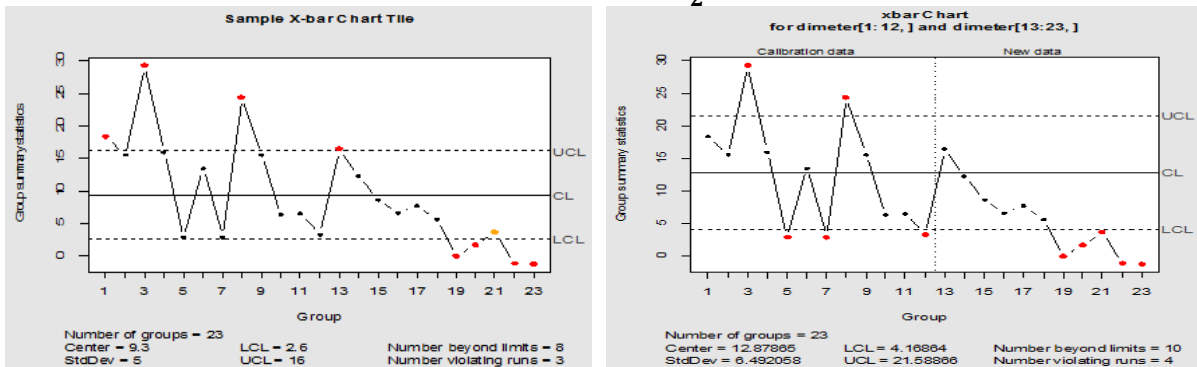 2
Sample X-bar Chart Tile
Group summary statistics
30
25
20
15
10
5
0
UCL
CL
LCL
1 3 5 7 9 11 13 15 17 19 21 23
Group
Number of groups = 23
Center = 9.3 LCL = 2.6 Number beyond limits = 8
StdDev = 5 UCL = 16 Number violating runs = 3
xbar Chart
for dimeter[1:12, ] and dimeter[13:23, ]
Calibration data New data
Group summary statistics
30
25
20
15
10
5
0
UCL
CL
LCL
1 3 5 7 9 11 13 15 17 19 21 23
Group
Number of groups = 23
Center = 12.87865 LCL = 4.16864 Number beyond limits = 10
StdDev = 6.492058 UCL = 21.58866 Number violating runs = 4